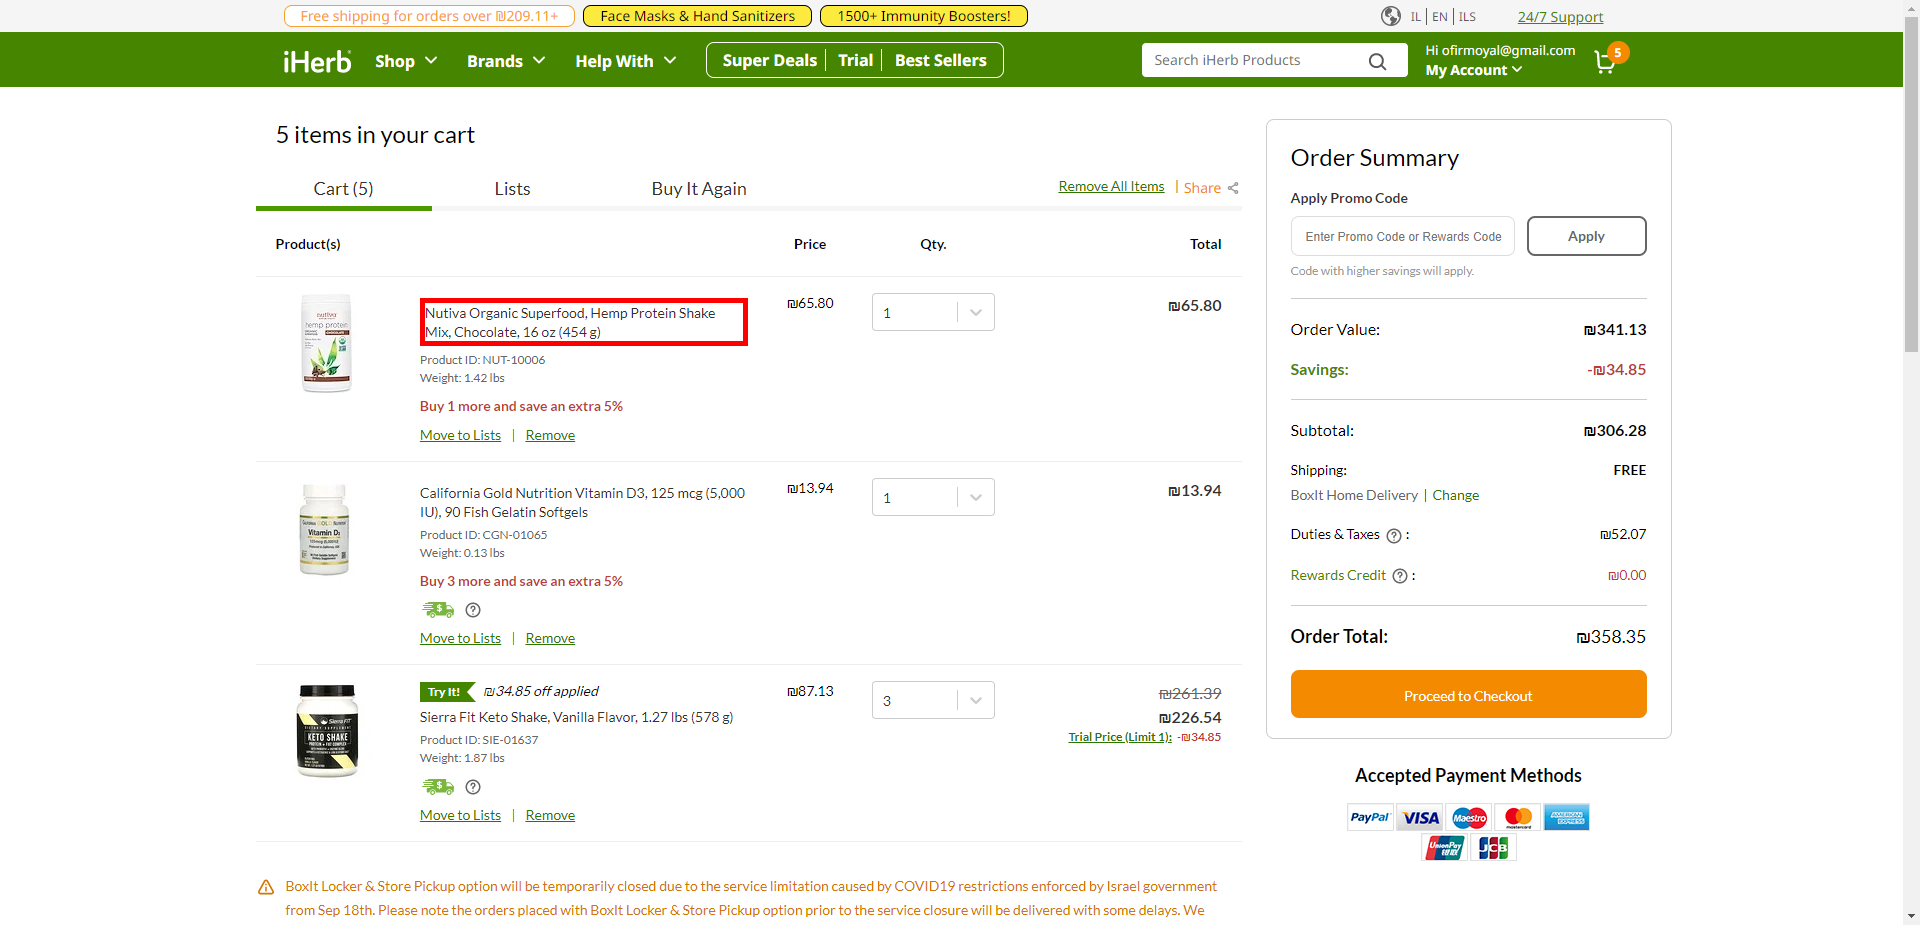 Free shipping for orders over ₪209.11+
Face Masks & Hand Sanitizers
1500+ Immunity Boosters!
IL | EN | ILS
24/7 Support
iHerb
Shop
Brands
Help With
Super Deals
Trial
Best Sellers
Search iHerb Products
Hi ofirmoyal@gmail.com
My Account
5
5 items in your cart
Cart (5)
Lists
Buy It Again
Remove All Items | Share
Product(s)
Price
Qty.
Total
nutiva
hemp protein
CHOCOLATE
Nutiva Organic Superfood, Hemp Protein Shake
Mix, Chocolate, 16 oz (454 g)
Product ID: NUT-10006
Weight: 1.42 lbs
Buy 1 more and save an extra 5%
Move to Lists | Remove
₪65.80
1
₪65.80
Vitamin D3
California Gold Nutrition Vitamin D3, 125 mcg (5,000
IU), 90 Fish Gelatin Softgels
Product ID: CGN-01065
Weight: 0.13 lbs
Buy 3 more and save an extra 5%
Move to Lists | Remove
₪13.94
1
₪13.94
Sierra FIT
KETO SHAKE
Try It!
₪34.85 off applied
Sierra Fit Keto Shake, Vanilla Flavor, 1.27 lbs (578 g)
Product ID: SIE-01637
Weight: 1.87 lbs
Move to Lists | Remove
₪87.13
3
₪261.39
₪226.54
Trial Price (Limit 1): -₪34.85
BoxIt Locker & Store Pickup option will be temporarily closed due to the service limitation caused by COVID19 restrictions enforced by Israel government
from Sep 18th. Please note the orders placed with BoxIt Locker & Store Pickup option prior to the service closure will be delivered with some delays. We
Order Summary
Apply Promo Code
Enter Promo Code or Rewards Code
Apply
Code with higher savings will apply.
Order Value: ₪341.13
Savings: -₪34.85
Subtotal: ₪306.28
Shipping: FREE
BoxIt Home Delivery | Change
Duties & Taxes ? : ₪52.07
Rewards Credit ? : ₪0.00
Order Total: ₪358.35
Proceed to Checkout
Accepted Payment Methods
PayPal
VISA
Maestro
mastercard
AMERICAN EXPRESS
UnionPay
JCB